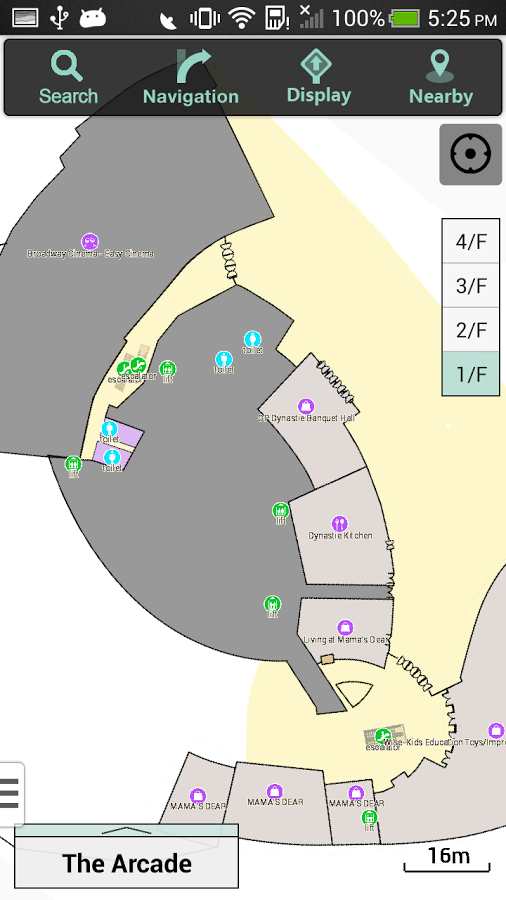 100% 5:25 PM
Search Navigation Display Nearby
4/F
3/F
2/F
1/F
Broadway Cinema - Easy Cinema
toilet
toilet
escalator
escalator
lift
Dynastie Banquet Hall
toilet
toilet
lift
lift
Dynastie Kitchen
lift
Living at Mama's Dear
Wise-Kids Education Toys/Impr
escalator
MAMA'S DEAR
MAMA'S DEAR
MAMA'S DEAR
lift
The Arcade
16m